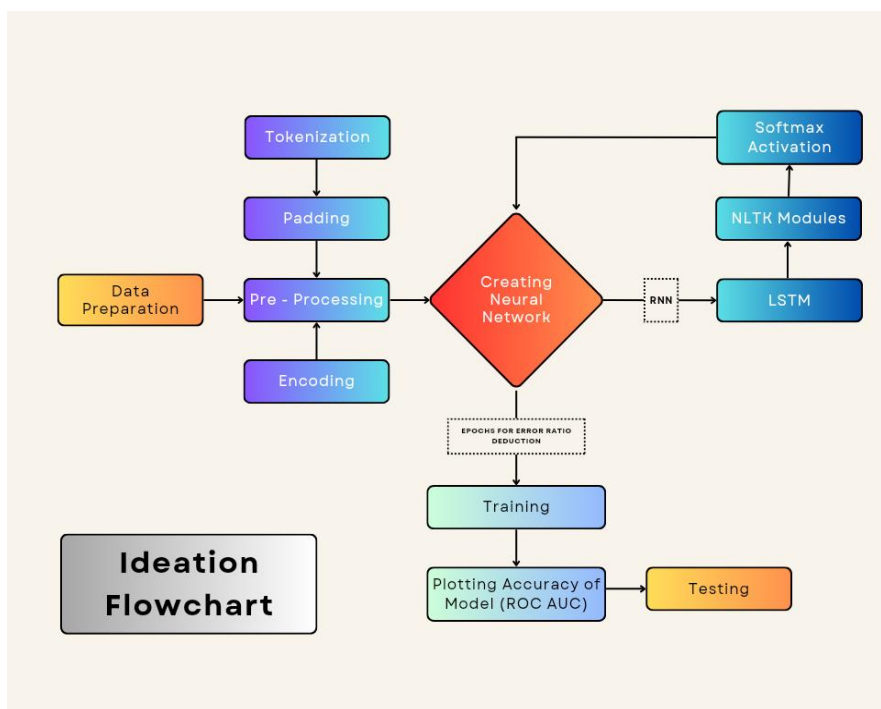 Tokenization
Padding
Data
Preparation
Pre - Processing
Encoding
Creating
Neural
Network
RNN
LSTM
NLTK Modules
Softmax
Activation
EPOCHS FOR ERROR RATIO
DEDUCTION
Training
Plotting Accuracy of
Model (ROC AUC)
Testing
Ideation
Flowchart